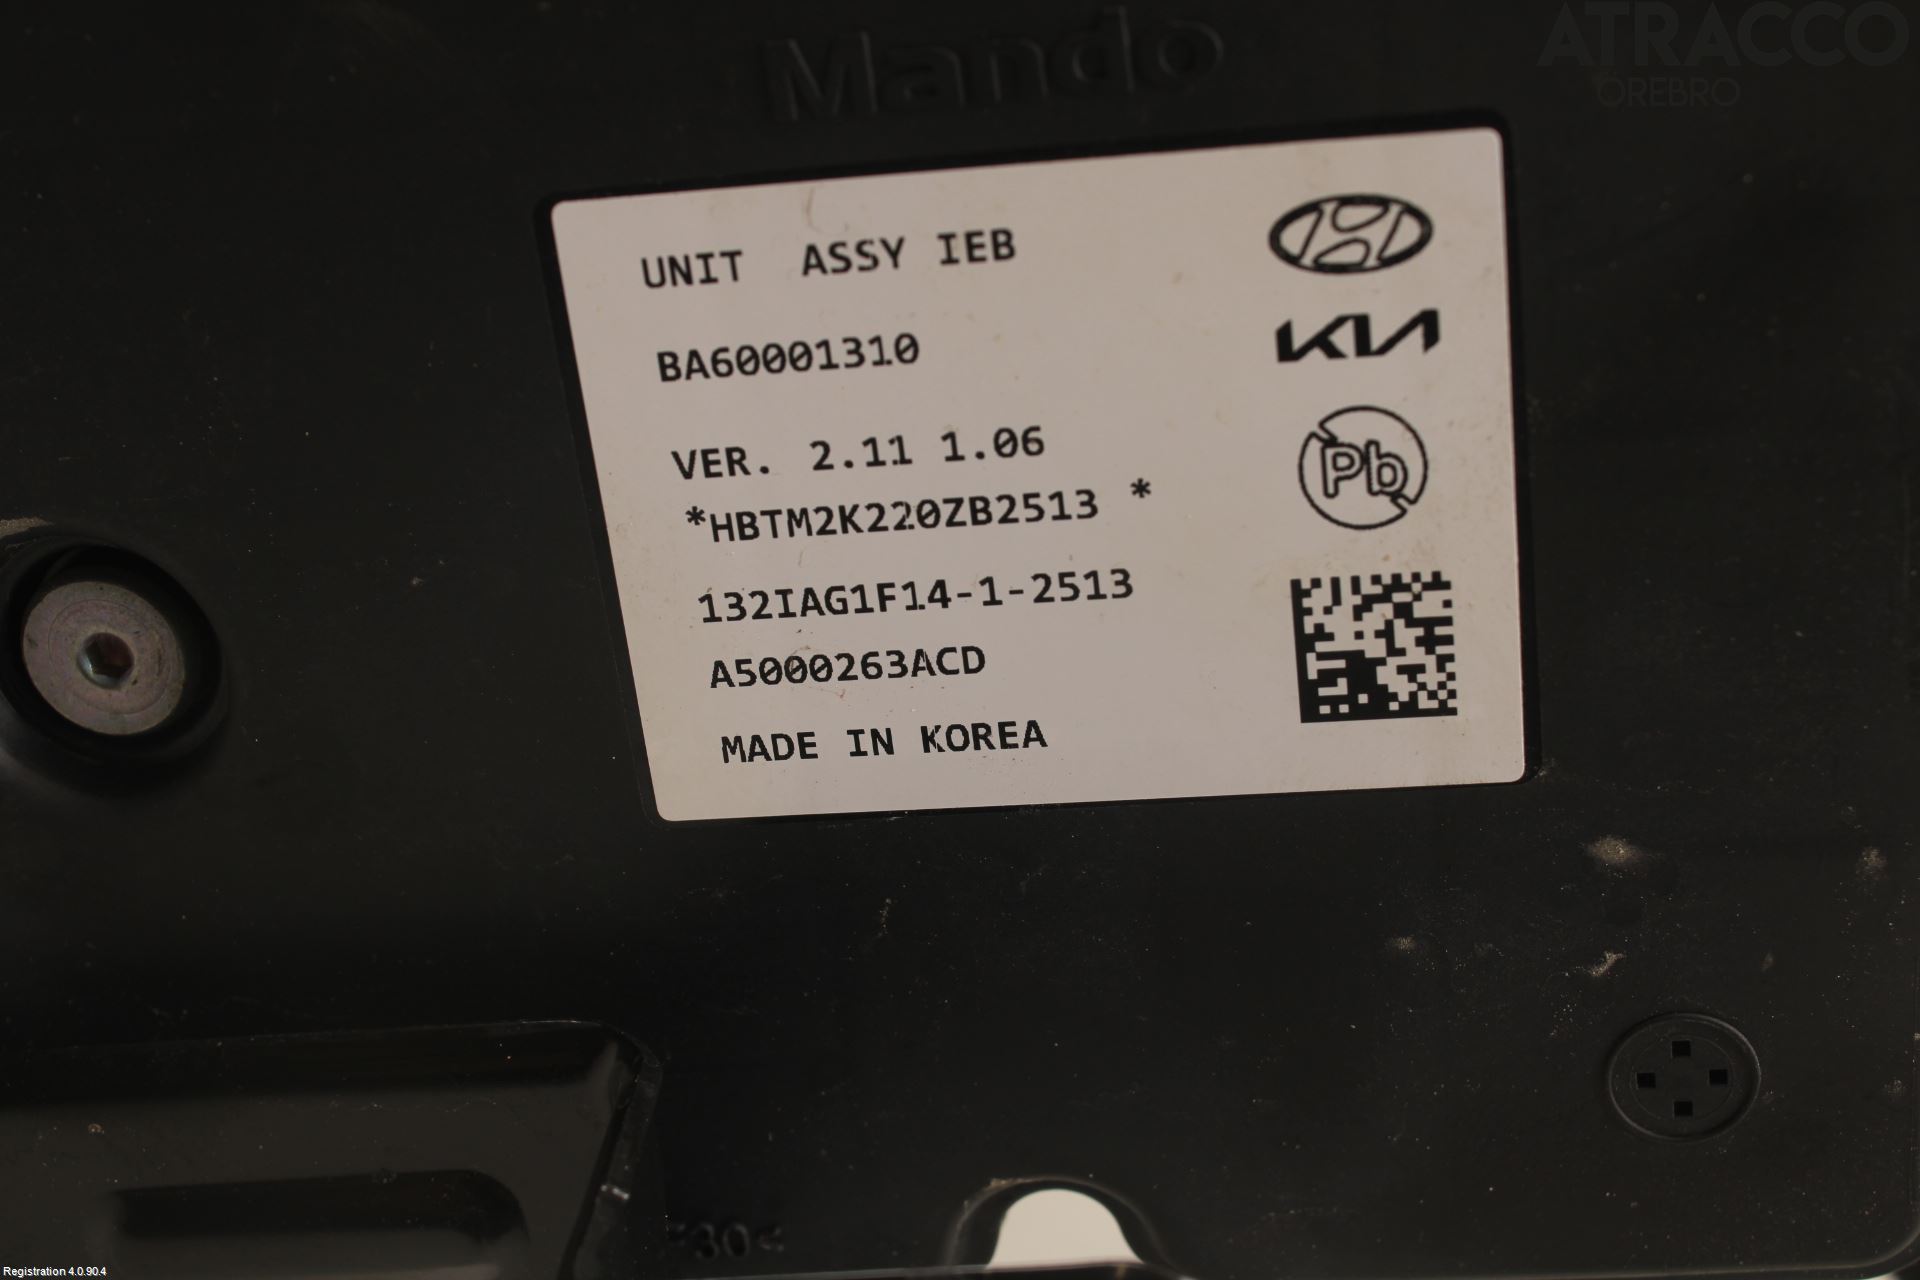 ATRACCO
ÖREBRO
Mando
UNIT ASSY IEB
BA60001310
VER. 2.11 1.06
*HBTM2K220ZB2513 *
132IAG1F14-1-2513
A5000263ACD
MADE IN KOREA
KIA
Pb
30<
Registration 4.0.90.4